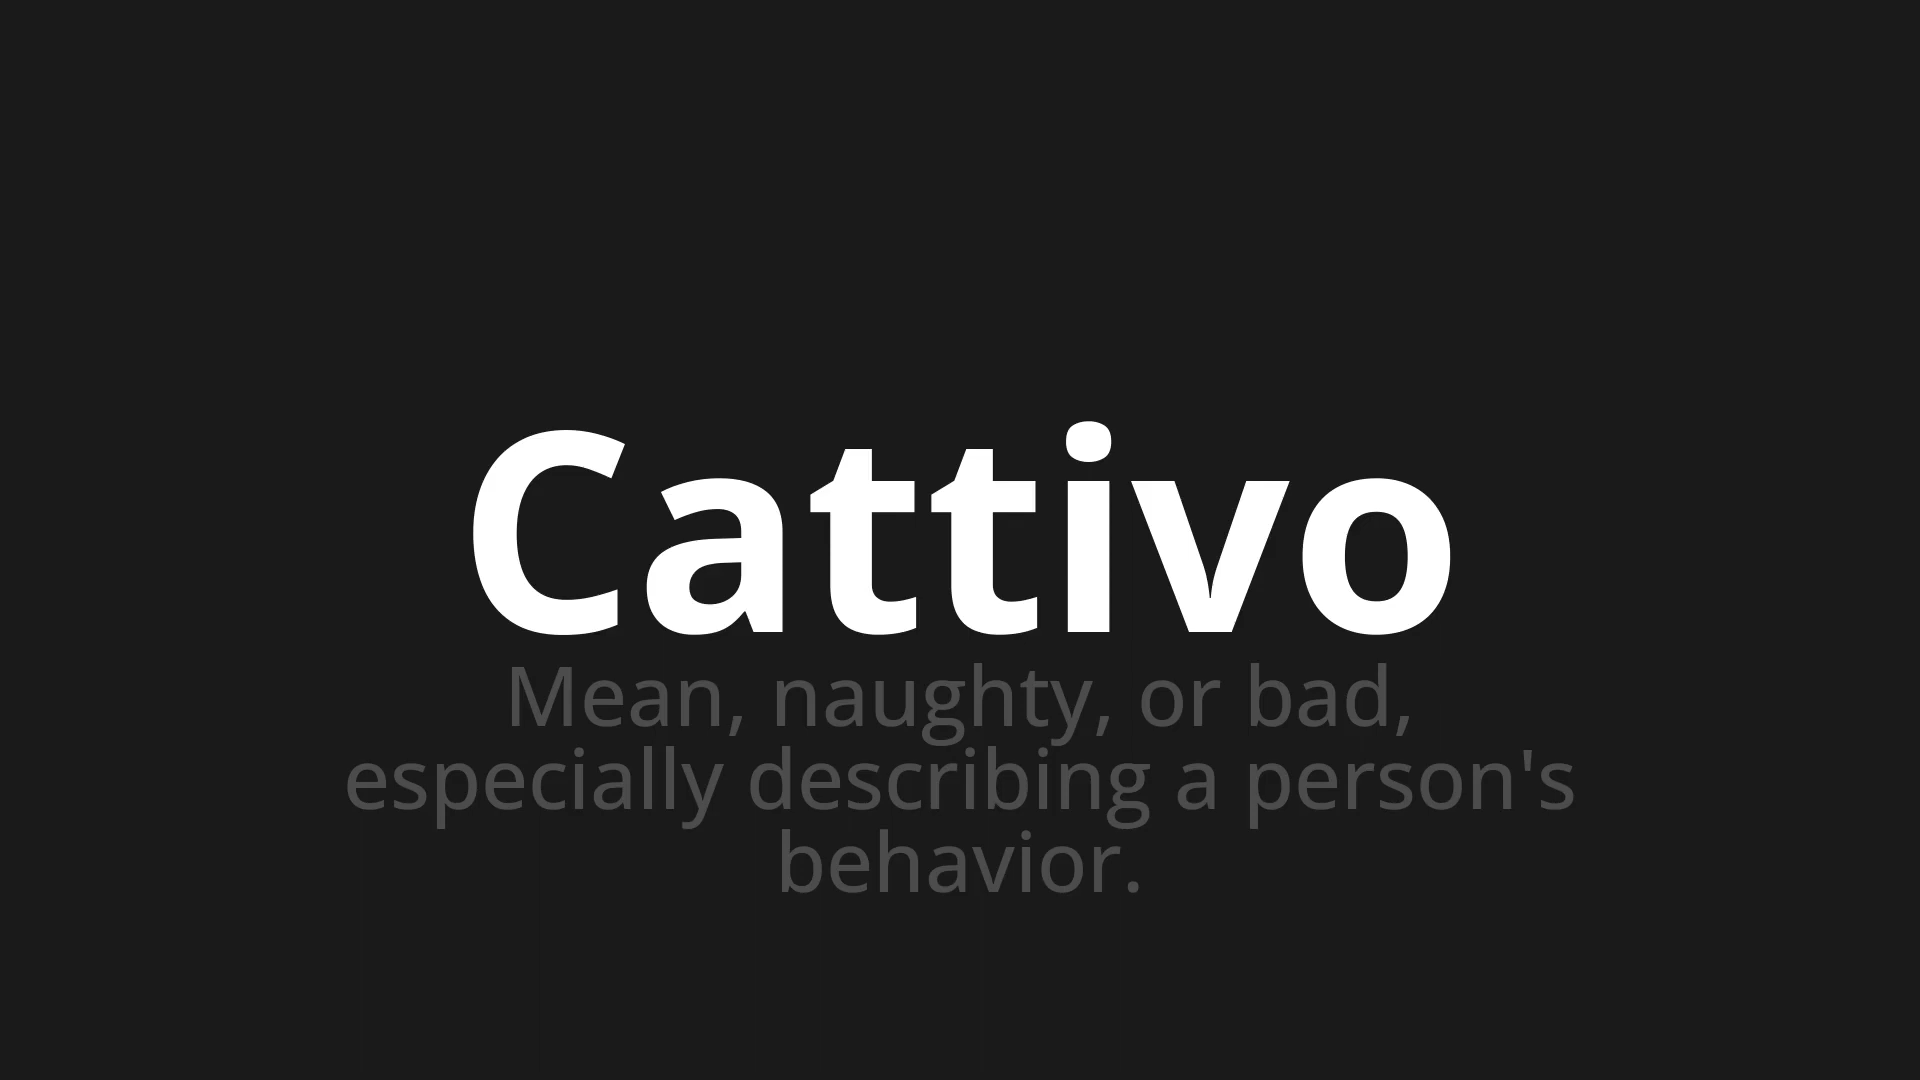 Cattivo
Mean, naughty, or bad,
especially describing a person's
behavior.